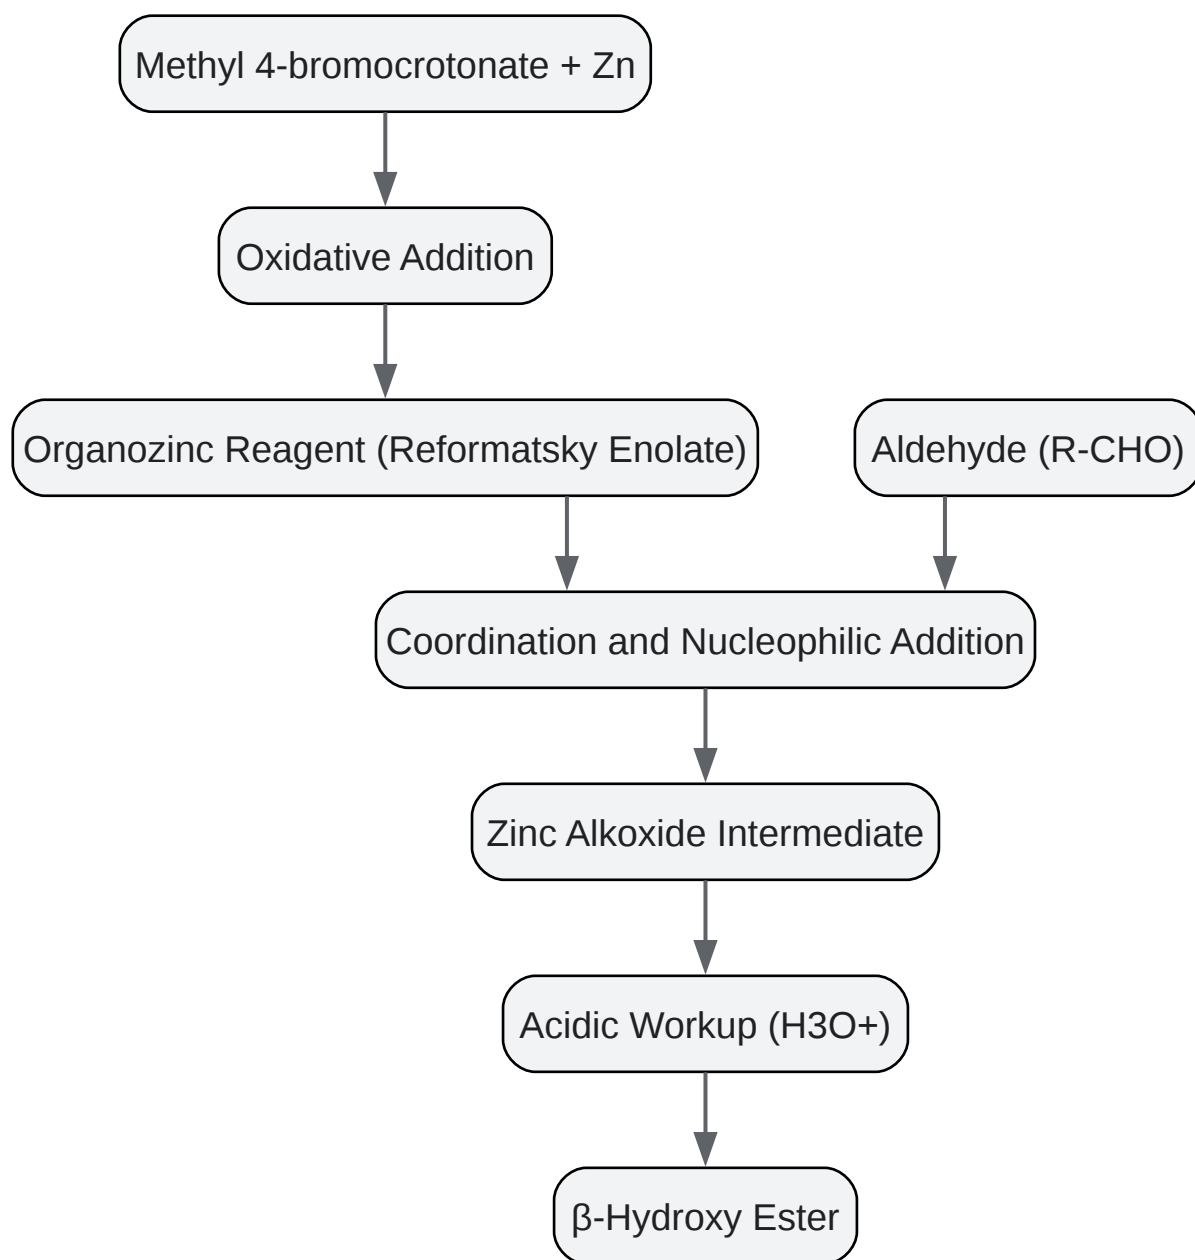 Methyl 4-bromocrotonate + Zn
Oxidative Addition
Organozinc Reagent (Reformatsky Enolate)
Aldehyde (R-CHO)
Coordination and Nucleophilic Addition
Zinc Alkoxide Intermediate
Acidic Workup (H3O+)
β-Hydroxy Ester